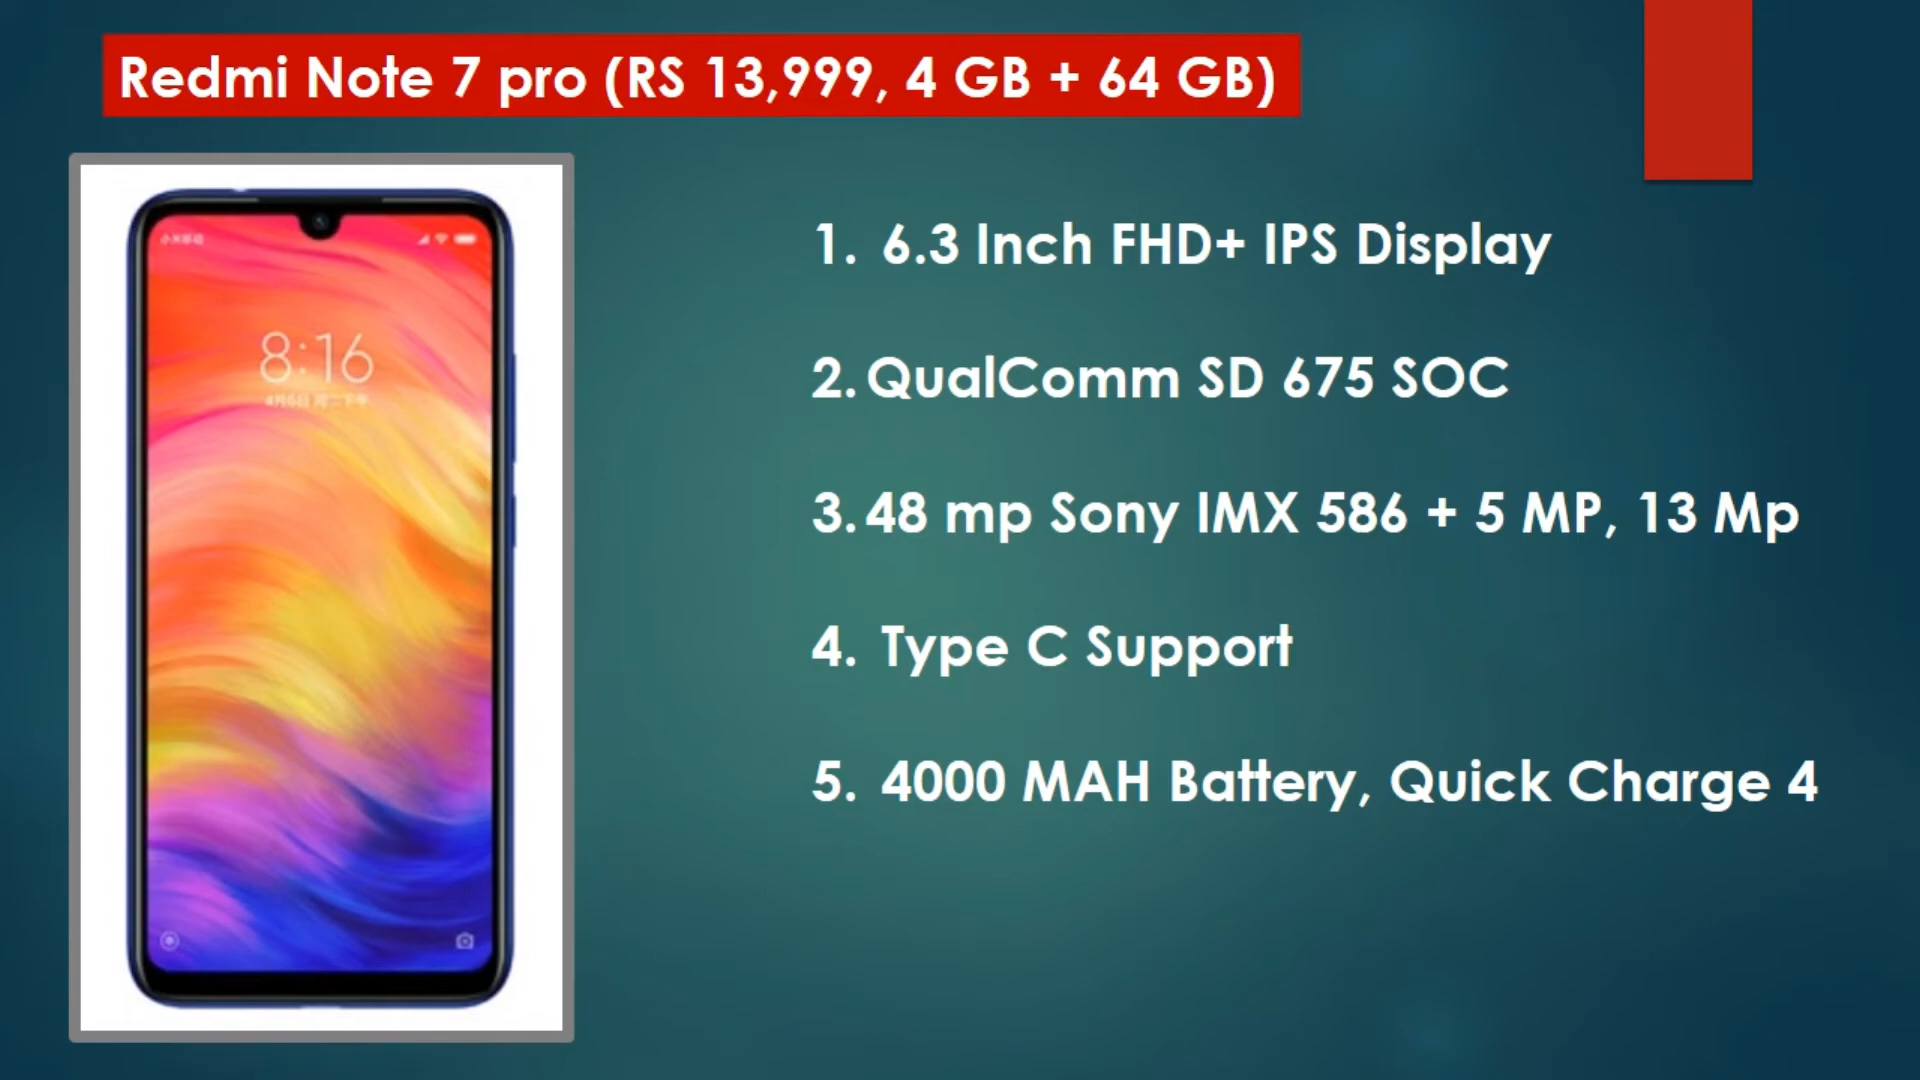 Redmi Note 7 pro (RS 13,999, 4 GB + 64 GB)
8:16
1. 6.3 Inch FHD+ IPS Display
2. QualComm SD 675 SOC
3. 48 mp Sony IMX 586 + 5 MP, 13 Mp
4. Type C Support
5. 4000 MAH Battery, Quick Charge 4